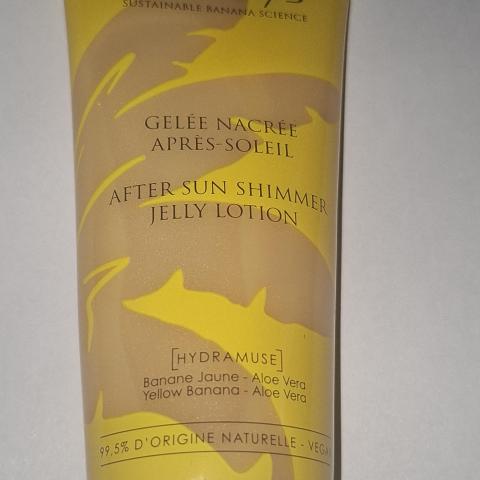 SUSTAINABLE BANANA SCIENCE
GELÉE NACRÉE
APRÈS-SOLEIL
AFTER SUN SHIMMER
JELLY LOTION
[HYDRAMUSE]
Banane Jaune - Aloe Vera
Yellow Banana - Aloe Vera
99,5% D'ORIGINE NATURELLE -